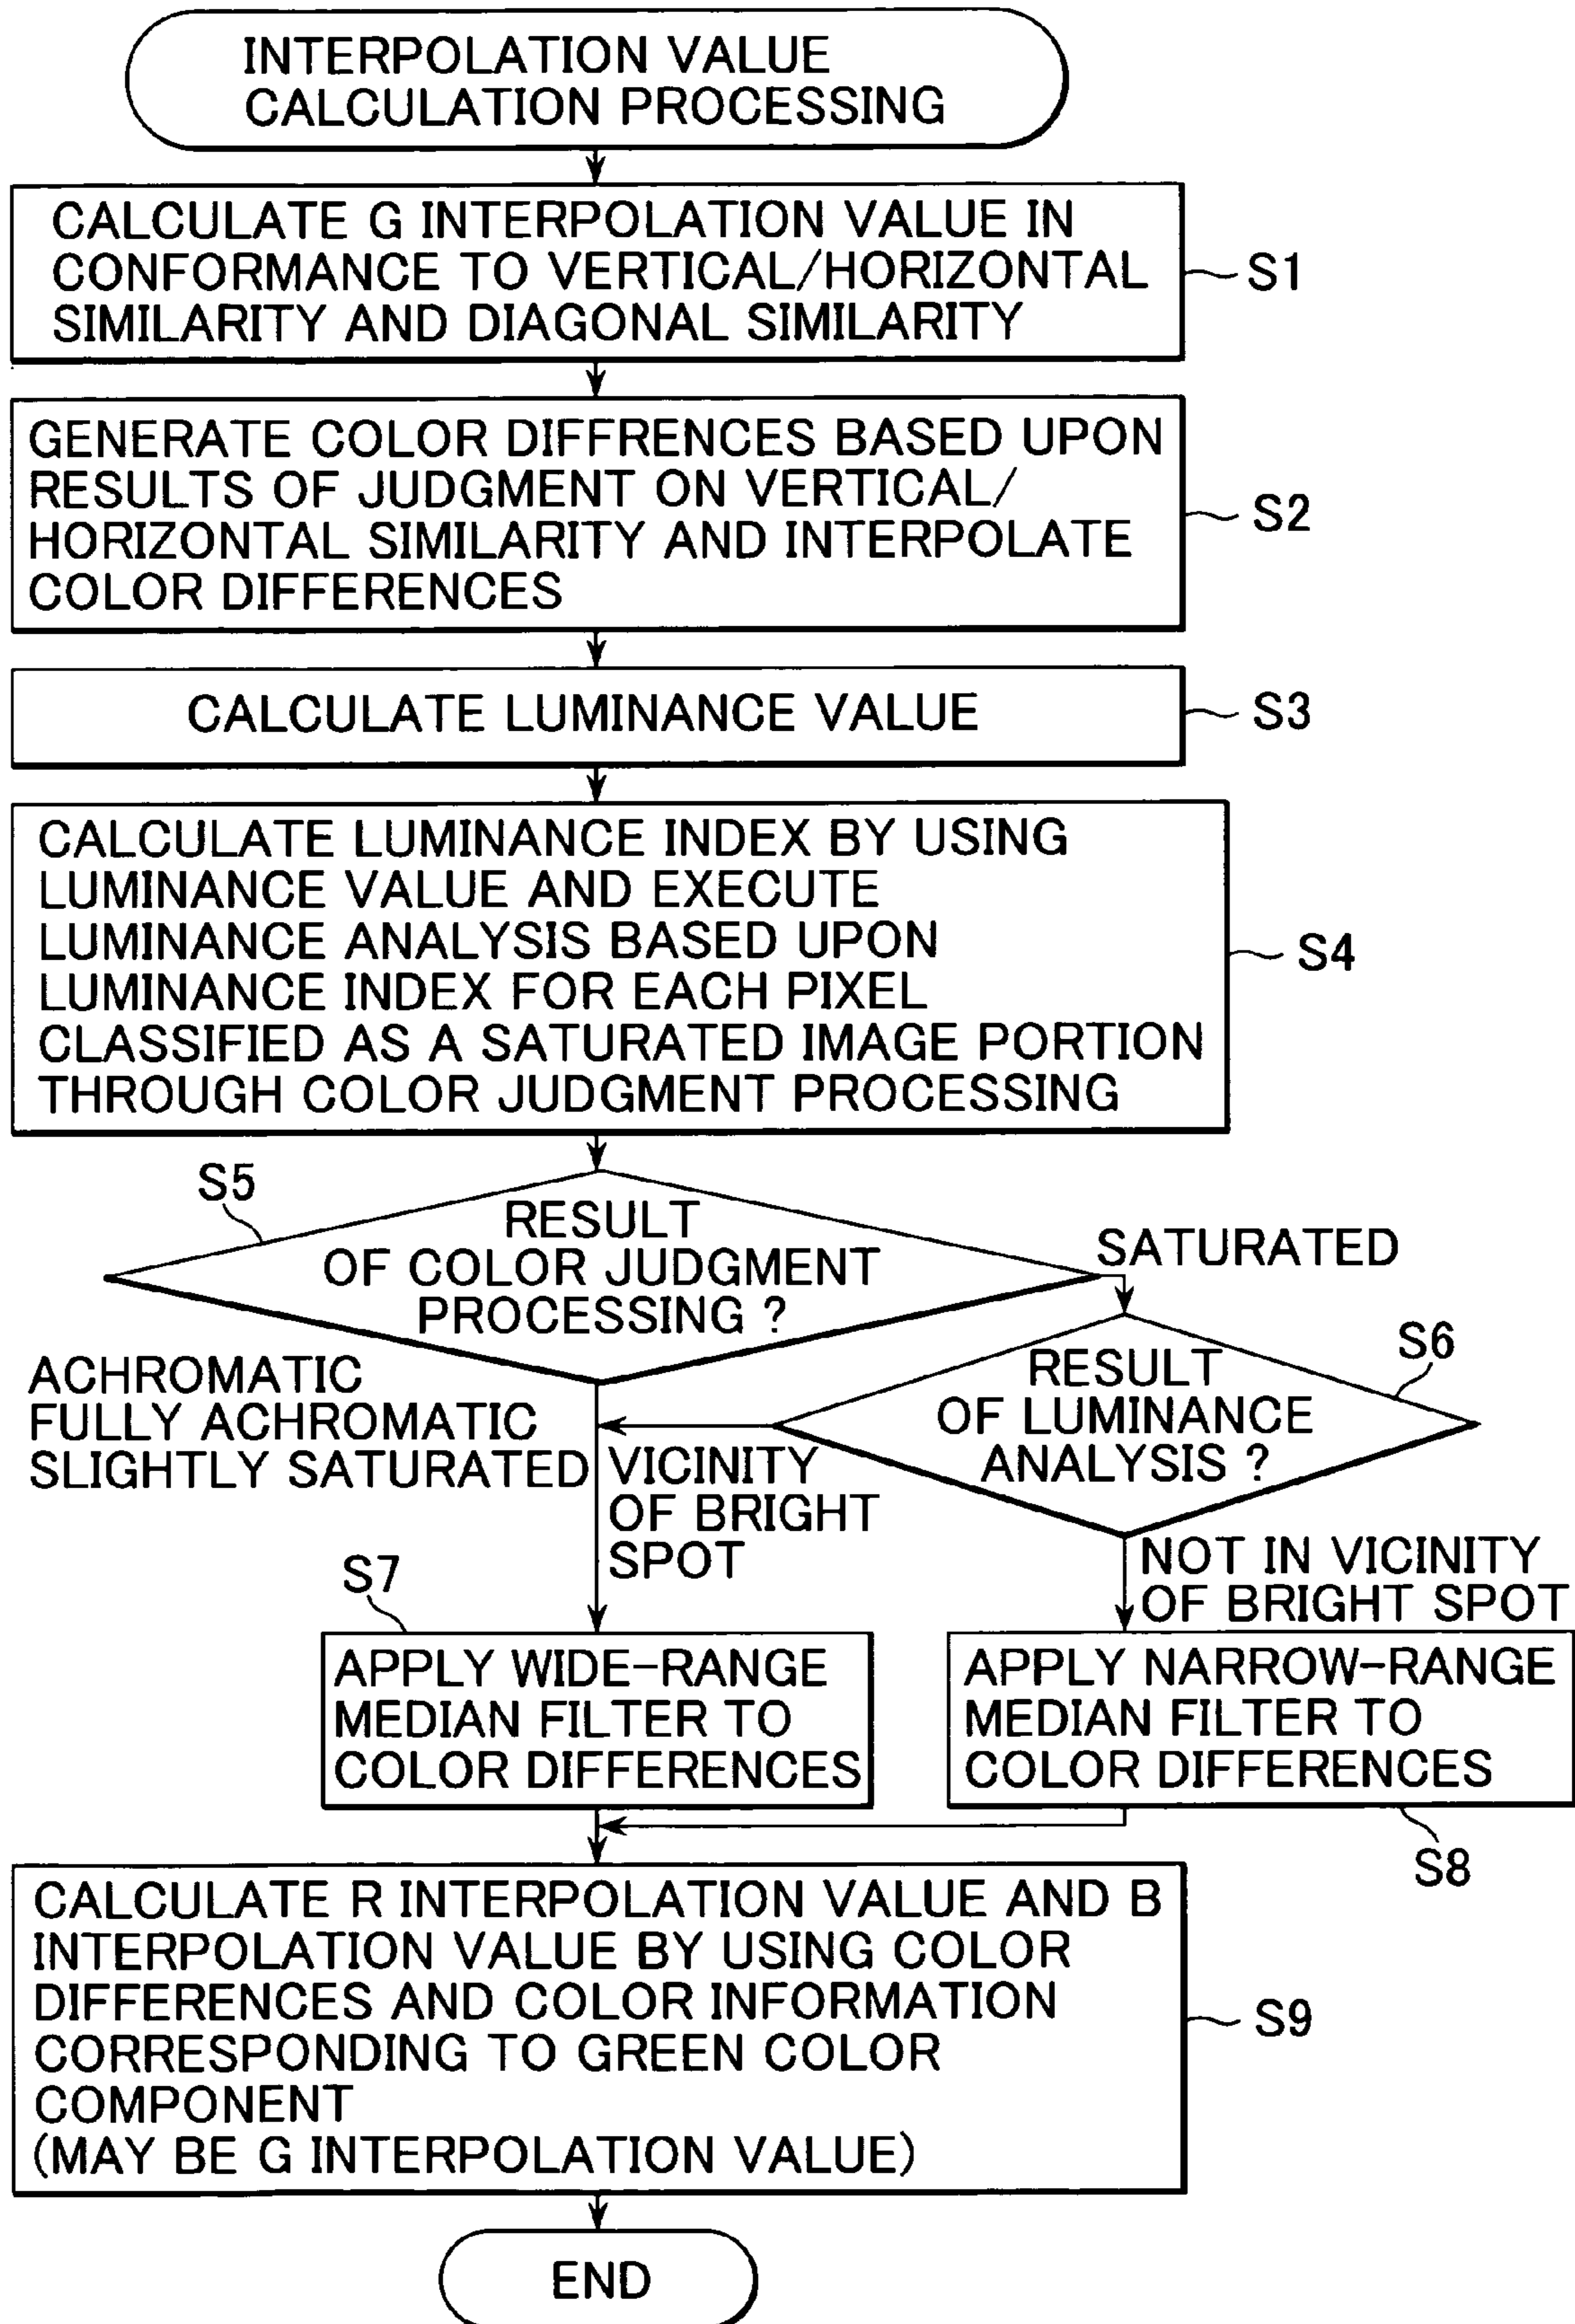 INTERPOLATION VALUE
CALCULATION PROCESSING
CALCULATE G INTERPOLATION VALUE IN
CONFORMANCE TO VERTICAL/HORIZONTAL
SIMILARITY AND DIAGONAL SIMILARITY
S1
GENERATE COLOR DIFFRENCES BASED UPON
RESULTS OF JUDGMENT ON VERTICAL/
HORIZONTAL SIMILARITY AND INTERPOLATE
COLOR DIFFERENCES
S2
CALCULATE LUMINANCE VALUE
S3
CALCULATE LUMINANCE INDEX BY USING
LUMINANCE VALUE AND EXECUTE
LUMINANCE ANALYSIS BASED UPON
LUMINANCE INDEX FOR EACH PIXEL
CLASSIFIED AS A SATURATED IMAGE PORTION
THROUGH COLOR JUDGMENT PROCESSING
S4
S5
RESULT
OF COLOR JUDGMENT
PROCESSING ?
SATURATED
S6
RESULT
OF LUMINANCE
ANALYSIS ?
ACHROMATIC
FULLY ACHROMATIC
SLIGHTLY SATURATED
VICINITY
OF BRIGHT
SPOT
NOT IN VICINITY
OF BRIGHT SPOT
S7
APPLY WIDE-RANGE
MEDIAN FILTER TO
COLOR DIFFERENCES
APPLY NARROW-RANGE
MEDIAN FILTER TO
COLOR DIFFERENCES
S8
CALCULATE R INTERPOLATION VALUE AND B
INTERPOLATION VALUE BY USING COLOR
DIFFERENCES AND COLOR INFORMATION
CORRESPONDING TO GREEN COLOR
COMPONENT
(MAY BE G INTERPOLATION VALUE)
S9
END